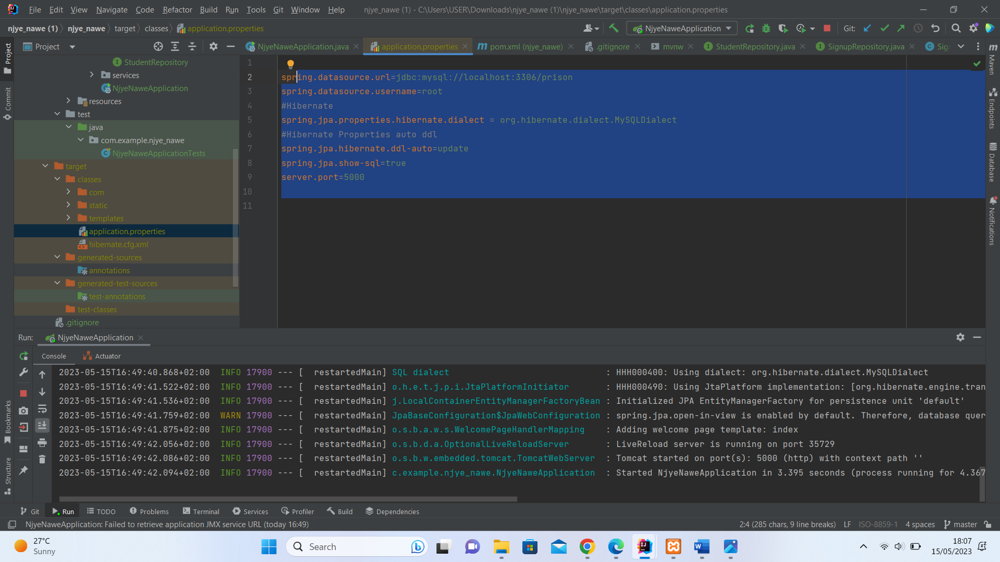 File Edit View Navigate Code Refactor Build Run Tools Git Window Help njye_nawe (1) - C:\Users\USER\Downloads\njye_nawe (1)\njye_nawe\target\classes\application.properties
njye_nawe (1) njye_nawe target classes application.properties NjyeNaweApplication Git:
Project NjyeNaweApplication.java application.properties pom.xml (njye_nawe) .gitignore mvnw StudentRepository.java SignupRepository.java Sig
StudentRepository
services
NjyeNaweApplication
resources
test
java
com.example.njye_nawe
NjyeNaweApplicationTests
target
classes
com
static
templates
application.properties
hibernate.cfg.xml
generated-sources
annotations
generated-test-sources
test-annotations
test-classes
.gitignore
1
2 spring.datasource.url=jdbc:mysql://localhost:3306/prison
3 spring.datasource.username=root
4 #Hibernate
5 spring.jpa.properties.hibernate.dialect = org.hibernate.dialect.MySQLDialect
6 #Hibernate Properties auto ddl
7 spring.jpa.hibernate.ddl-auto=update
8 spring.jpa.show-sql=true
9 server.port=5000
10
11
Project
Commit
Bookmarks
Structure
Maven
Endpoints
Database
Notifications
Run: NjyeNaweApplication
Console Actuator
2023-05-15T16:49:40.868+02:00 INFO 17900 --- [ restartedMain] SQL dialect : HHH000400: Using dialect: org.hibernate.dialect.MySQLDialect
2023-05-15T16:49:41.522+02:00 INFO 17900 --- [ restartedMain] o.h.e.t.j.p.i.JtaPlatformInitiator : HHH000490: Using JtaPlatform implementation: [org.hibernate.engine.tran
2023-05-15T16:49:41.536+02:00 INFO 17900 --- [ restartedMain] j.LocalContainerEntityManagerFactoryBean : Initialized JPA EntityManagerFactory for persistence unit 'default'
2023-05-15T16:49:41.759+02:00 WARN 17900 --- [ restartedMain] JpaBaseConfiguration$JpaWebConfiguration : spring.jpa.open-in-view is enabled by default. Therefore, database quer
2023-05-15T16:49:41.875+02:00 INFO 17900 --- [ restartedMain] o.s.b.a.w.s.WelcomePageHandlerMapping : Adding welcome page template: index
2023-05-15T16:49:42.056+02:00 INFO 17900 --- [ restartedMain] o.s.b.d.a.OptionalLiveReloadServer : LiveReload server is running on port 35729
2023-05-15T16:49:42.086+02:00 INFO 17900 --- [ restartedMain] o.s.b.w.embedded.tomcat.TomcatWebServer : Tomcat started on port(s): 5000 (http) with context path ''
2023-05-15T16:49:42.094+02:00 INFO 17900 --- [ restartedMain] c.example.njye_nawe.NjyeNaweApplication : Started NjyeNaweApplication in 3.395 seconds (process running for 4.367
Git Run TODO Problems Terminal Services Profiler Build Dependencies
NjyeNaweApplication: Failed to retrieve application JMX service URL (today 16:49) 2:4 (285 chars, 9 line breaks) LF ISO-8859-1 4 spaces master
27°C
Sunny
Search
18:07
15/05/2023